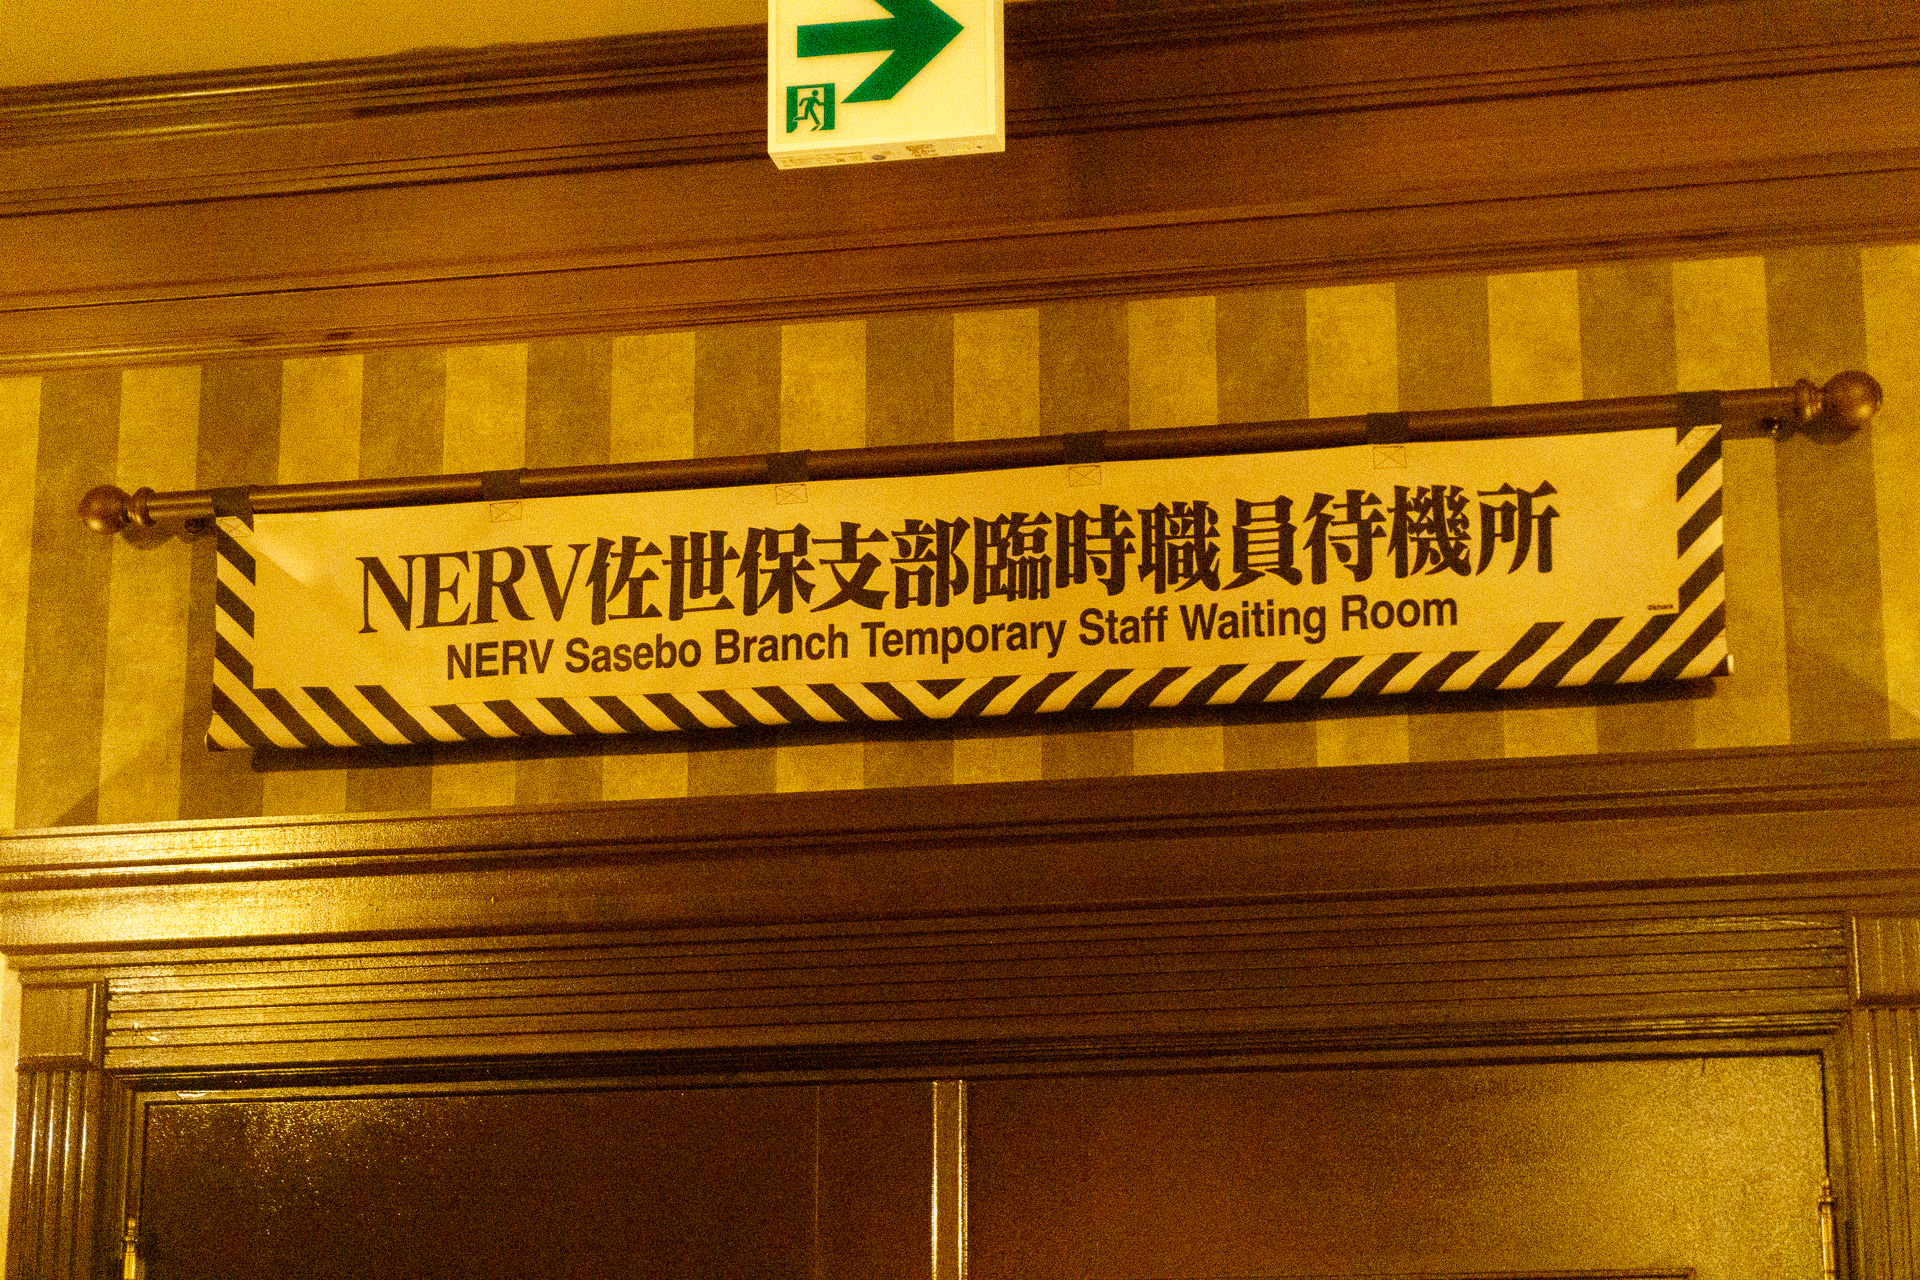 NERV佐世保支部臨時職員待機所
NERV Sasebo Branch Temporary Staff Waiting Room
©khara